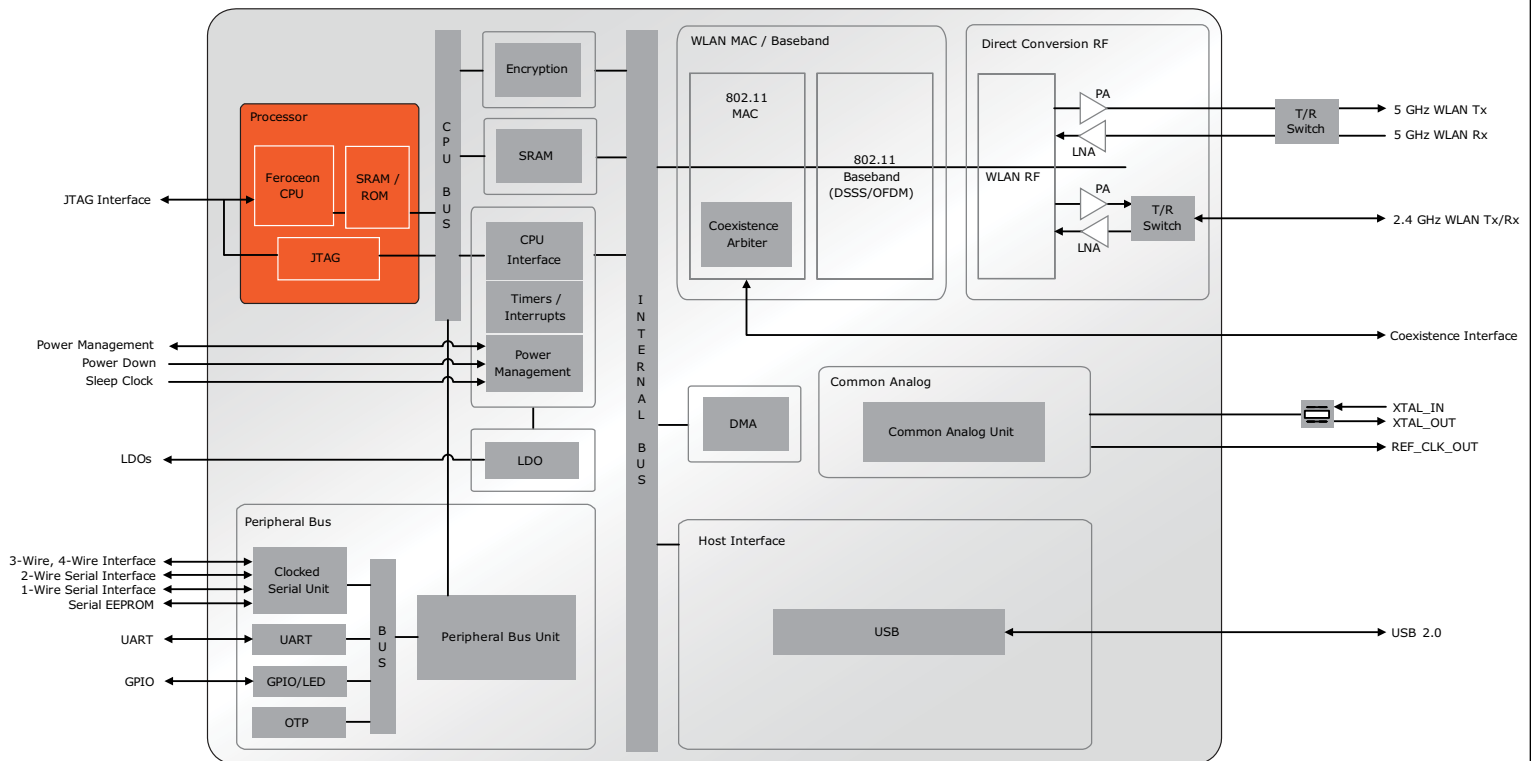 WLAN MAC / Baseband
Direct Conversion RF
Encryption
802.11
MAC
PA
5 GHz WLAN Tx
T/R
Switch
5 GHz WLAN Rx
LNA
Processor
CPU BUS
SRAM
802.11
Baseband
(DSSS/OFDM)
WLAN RF
Feroceon
CPU
SRAM /
ROM
JTAG Interface
PA
T/R
Switch
2.4 GHz WLAN Tx/Rx
LNA
Coexistence
Arbiter
CPU
Interface
JTAG
Timers /
Interrupts
INTERNAL BUS
Power Management
Power Down
Sleep Clock
Power
Management
Coexistence Interface
Common Analog
DMA
Common Analog Unit
XTAL_IN
XTAL_OUT
REF_CLK_OUT
LDOs
LDO
Peripheral Bus
Host Interface
3-Wire, 4-Wire Interface
2-Wire Serial Interface
1-Wire Serial Interface
Serial EEPROM
Clocked
Serial Unit
UART
UART
BUS
Peripheral Bus Unit
USB
USB 2.0
GPIO
GPIO/LED
OTP